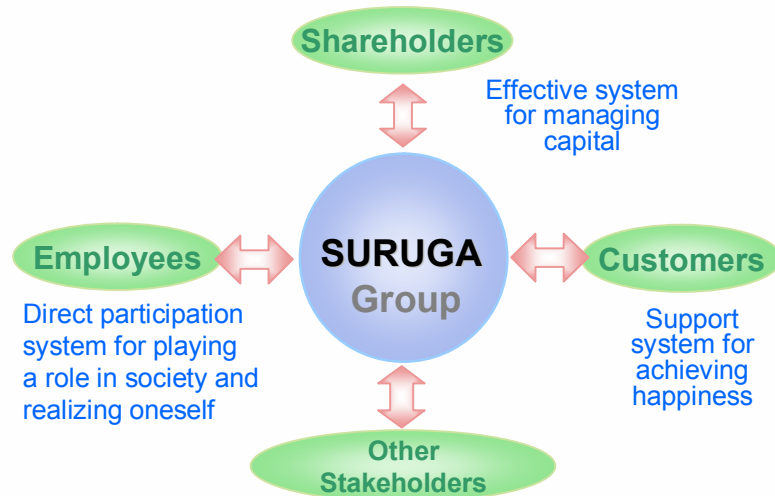 Shareholders
Effective system
for managing
capital
Employees
SURUGA
Group
Customers
Direct participation
system for playing
a role in society and
realizing oneself
Support
system for
achieving
happiness
Other
Stakeholders